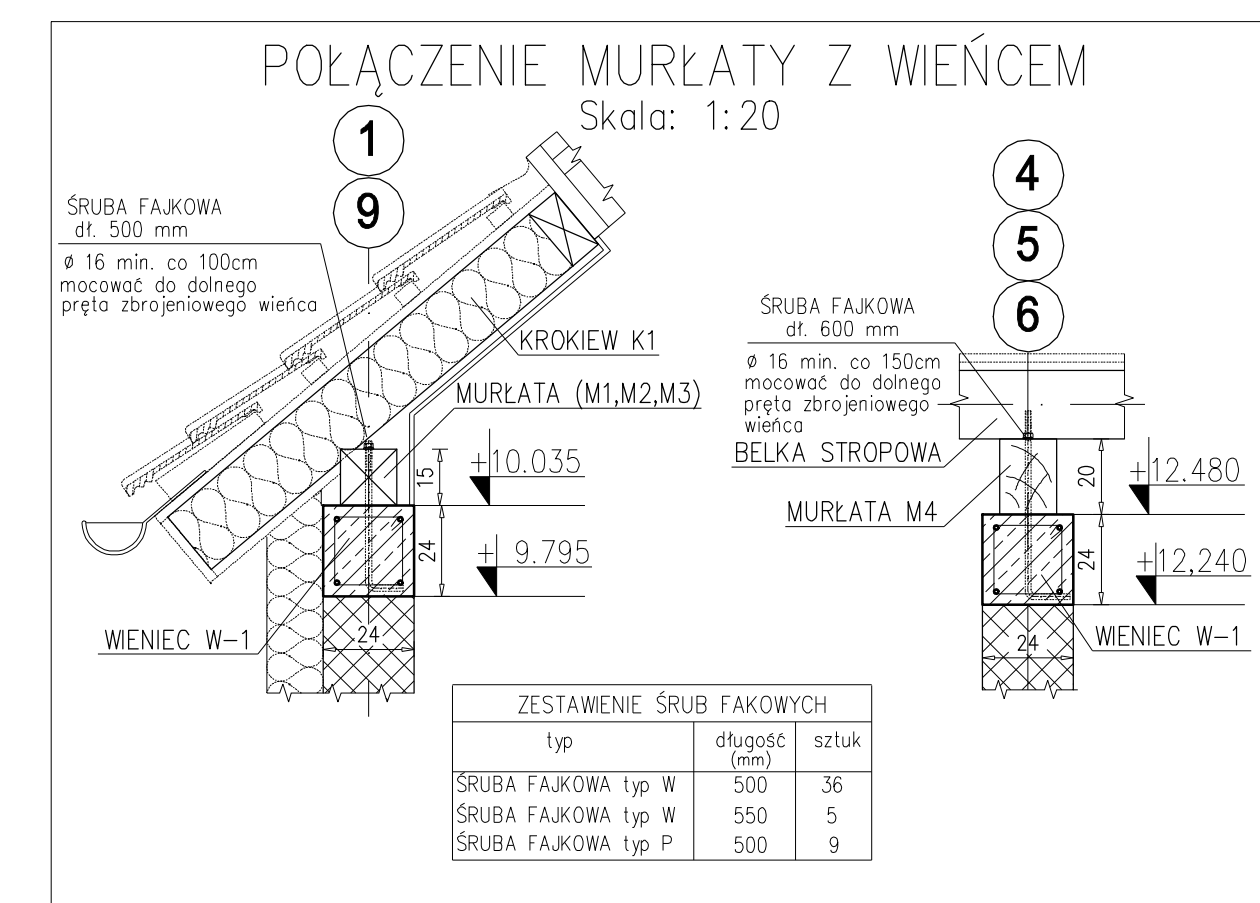 POŁĄCZENIE MURŁATY Z WIEŃCEM
Skala: 1:20
1
9
ŚRUBA FAJKOWA
dł. 500 mm
ø 16 min. co 100cm
mocować do dolnego
pręta zbrojeniowego wieńca
KROKIEW K1
MURŁATA (M1,M2,M3)
15
+10.035
24
+ 9.795
WIENIEC W-1
24
4
5
6
ŚRUBA FAJKOWA
dł. 600 mm
ø 16 min. co 150cm
mocować do dolnego
pręta zbrojeniowego
wieńca
BELKA STROPOWA
MURŁATA M4
20
+12.480
24
+12,240
24
WIENIEC W-1
ZESTAWIENIE ŚRUB FAKOWYCH
typ długość (mm) sztuk
ŚRUBA FAJKOWA typ W 500 36
ŚRUBA FAJKOWA typ W 550 5
ŚRUBA FAJKOWA typ P 500 9